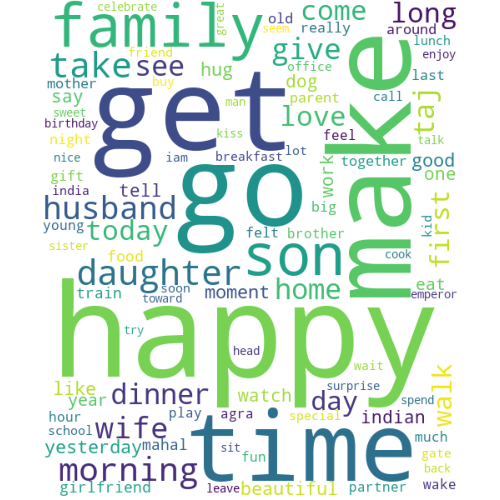 celebrate
great
old
come
long
family
really
around
friend
seem
lunch
enjoy
take
see
give
office
buy
hug
dog
last
mother
get
make
taj
say
man
parent
call
sweet
love
birthday
kiss
feel
talk
night
nice
iam
breakfast
lot
together
good
gift
go
work
one
india
tell
husband
big
first
young
today
felt
brother
kid
sister
son
food
daughter
home
cook
eat
train
soon
moment
emperor
toward
happy
try
head
wait
like
dinner
watch
surprise
walk
year
day
spend
hour
play
agra
special
indian
school
wife
time
much
yesterday
mahal
sit
fun
gate
morning
back
girlfriend
leave
beautiful
partner
wake